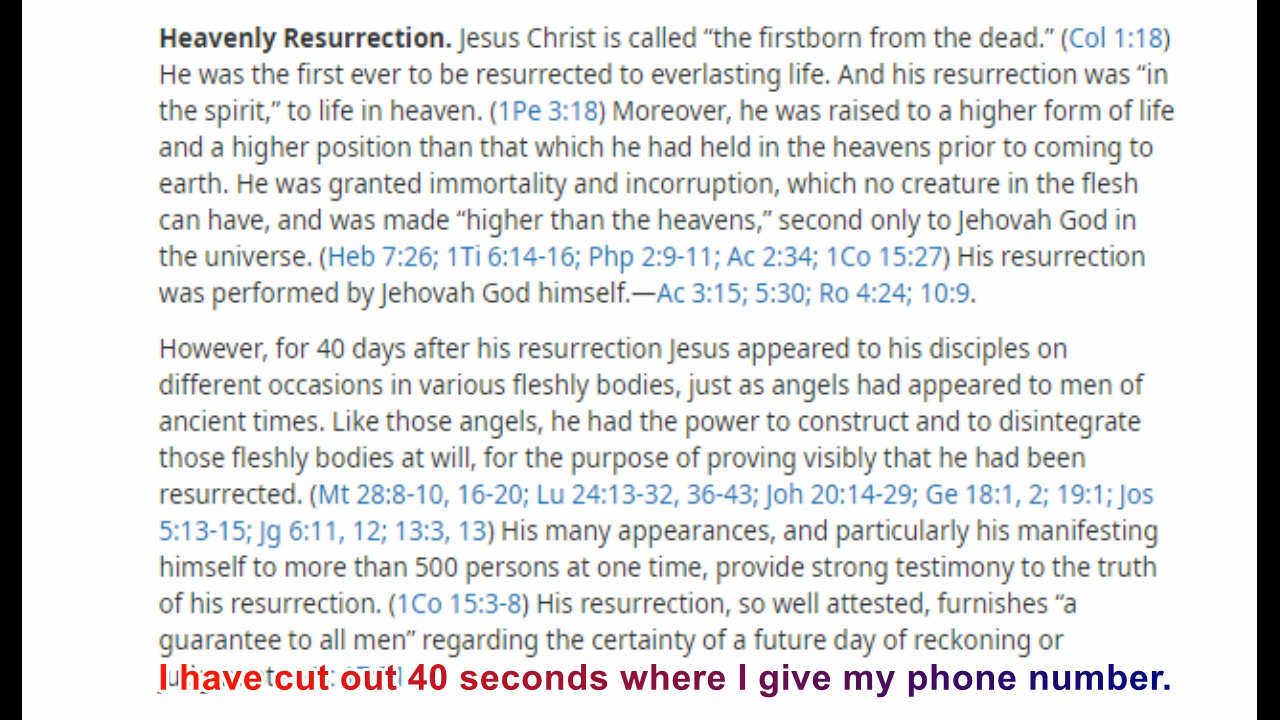 Heavenly Resurrection. Jesus Christ is called “the firstborn from the dead.” (Col 1:18)
He was the first ever to be resurrected to everlasting life. And his resurrection was “in
the spirit,” to life in heaven. (1Pe 3:18) Moreover, he was raised to a higher form of life
and a higher position than that which he had held in the heavens prior to coming to
earth. He was granted immortality and incorruption, which no creature in the flesh
can have, and was made “higher than the heavens,” second only to Jehovah God in
the universe. (Heb 7:26; 1Ti 6:14-16; Php 2:9-11; Ac 2:34; 1Co 15:27) His resurrection
was performed by Jehovah God himself.—Ac 3:15; 5:30; Ro 4:24; 10:9.
However, for 40 days after his resurrection Jesus appeared to his disciples on
different occasions in various fleshly bodies, just as angels had appeared to men of
ancient times. Like those angels, he had the power to construct and to disintegrate
those fleshly bodies at will, for the purpose of proving visibly that he had been
resurrected. (Mt 28:8-10, 16-20; Lu 24:13-32, 36-43; Joh 20:14-29; Ge 18:1, 2; 19:1; Jos
5:13-15; Jg 6:11, 12; 13:3, 13) His many appearances, and particularly his manifesting
himself to more than 500 persons at one time, provide strong testimony to the truth
of his resurrection. (1Co 15:3-8) His resurrection, so well attested, furnishes “a
guarantee to all men” regarding the certainty of a future day of reckoning or
I have cut out 40 seconds where I give my phone number.